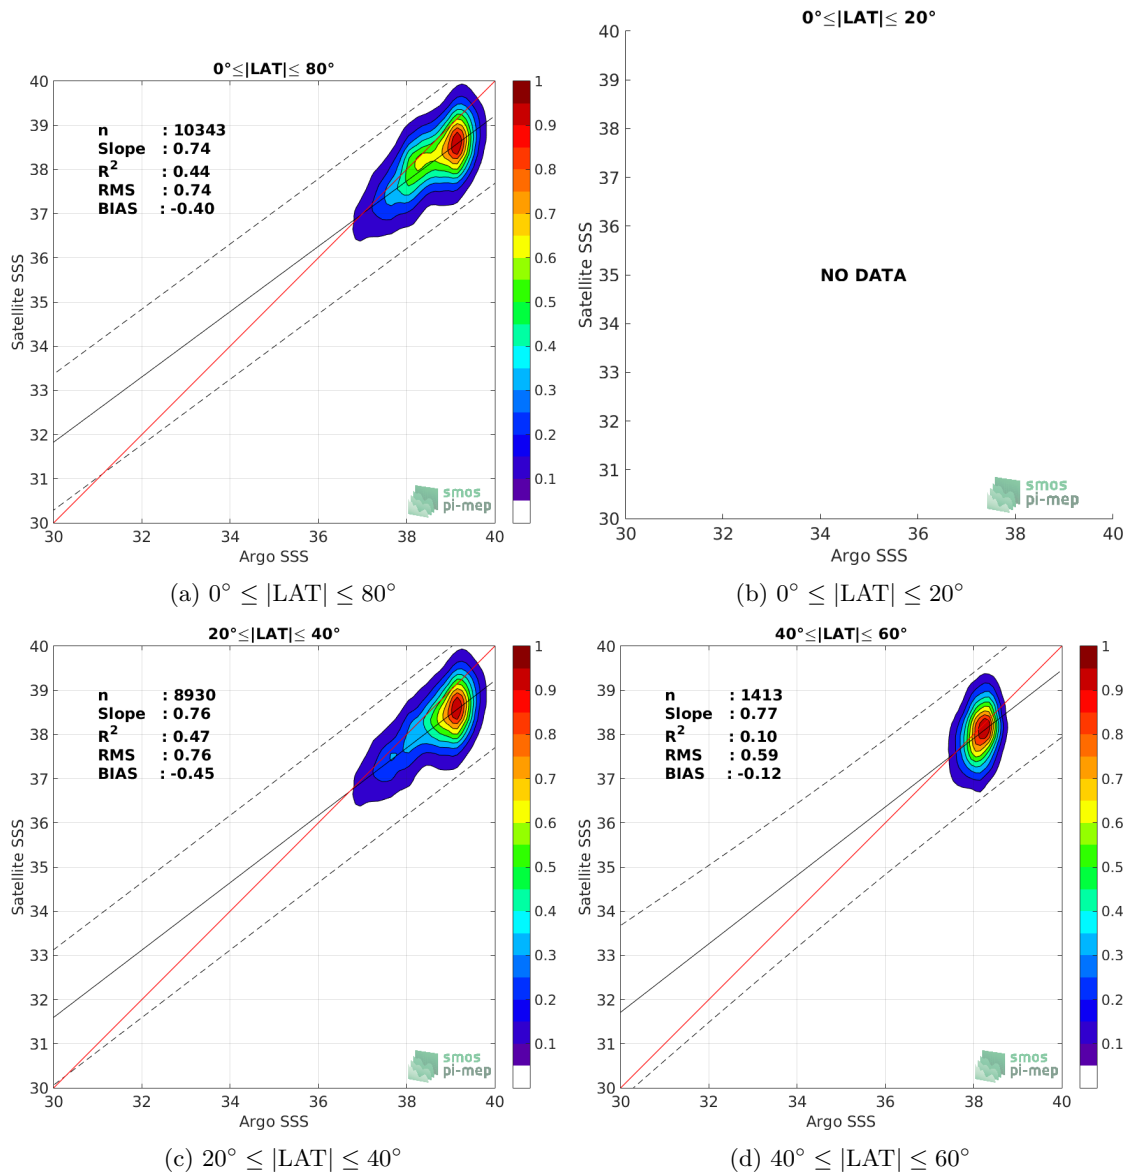 0°≤|LAT|≤ 80°
40
39
38
37
36
35
34
33
32
31
30
Satellite SSS
n : 10343
Slope : 0.74
R2 : 0.44
RMS : 0.74
BIAS : -0.40
1
0.9
0.8
0.7
0.6
0.5
0.4
0.3
0.2
0.1
smos
pi-mep
30 32 34 36 38 40
Argo SSS
(a) 0° ≤ |LAT| ≤ 80°
0°≤|LAT|≤ 20°
40
39
38
37
36
35
34
33
32
31
30
Satellite SSS
NO DATA
smos
pi-mep
30 32 34 36 38 40
Argo SSS
(b) 0° ≤ |LAT| ≤ 20°
20°≤|LAT|≤ 40°
40
39
38
37
36
35
34
33
32
31
30
Satellite SSS
n : 8930
Slope : 0.76
R2 : 0.47
RMS : 0.76
BIAS : -0.45
1
0.9
0.8
0.7
0.6
0.5
0.4
0.3
0.2
0.1
smos
pi-mep
30 32 34 36 38 40
Argo SSS
(c) 20° ≤ |LAT| ≤ 40°
40°≤|LAT|≤ 60°
40
39
38
37
36
35
34
33
32
31
30
Satellite SSS
n : 1413
Slope : 0.77
R2 : 0.10
RMS : 0.59
BIAS : -0.12
1
0.9
0.8
0.7
0.6
0.5
0.4
0.3
0.2
0.1
smos
pi-mep
30 32 34 36 38 40
Argo SSS
(d) 40° ≤ |LAT| ≤ 60°